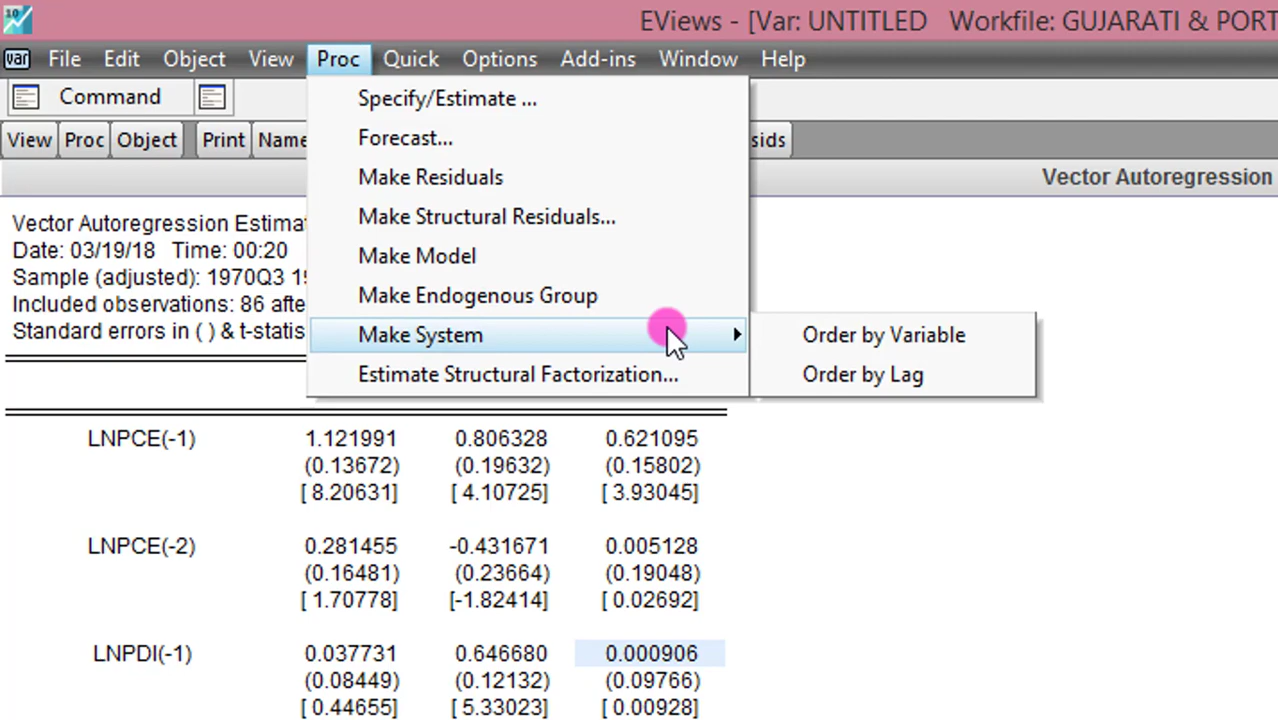 10
EViews - [Var: UNTITLED Workfile: GUJARATI & PORT
var File Edit Object View Proc Quick Options Add-ins Window Help
Command
Specify/Estimate ...
Forecast...
View Proc Object Print Name sids
Make Residuals
Vector Autoregression
Make Structural Residuals...
Make Model
Make Endogenous Group
Make System
Order by Variable
Estimate Structural Factorization...
Order by Lag
Vector Autoregression Estimat
Date: 03/19/18 Time: 00:20
Sample (adjusted): 1970Q3 19
Included observations: 86 afte
Standard errors in ( ) & t-statis
LNPCE(-1) 1.121991 0.806328 0.621095
(0.13672) (0.19632) (0.15802)
[ 8.20631] [ 4.10725] [ 3.93045]
LNPCE(-2) 0.281455 -0.431671 0.005128
(0.16481) (0.23664) (0.19048)
[ 1.70778] [-1.82414] [ 0.02692]
LNPDI(-1) 0.037731 0.646680 0.000906
(0.08449) (0.12132) (0.09766)
[ 0.44655] [ 5.33023] [ 0.00928]